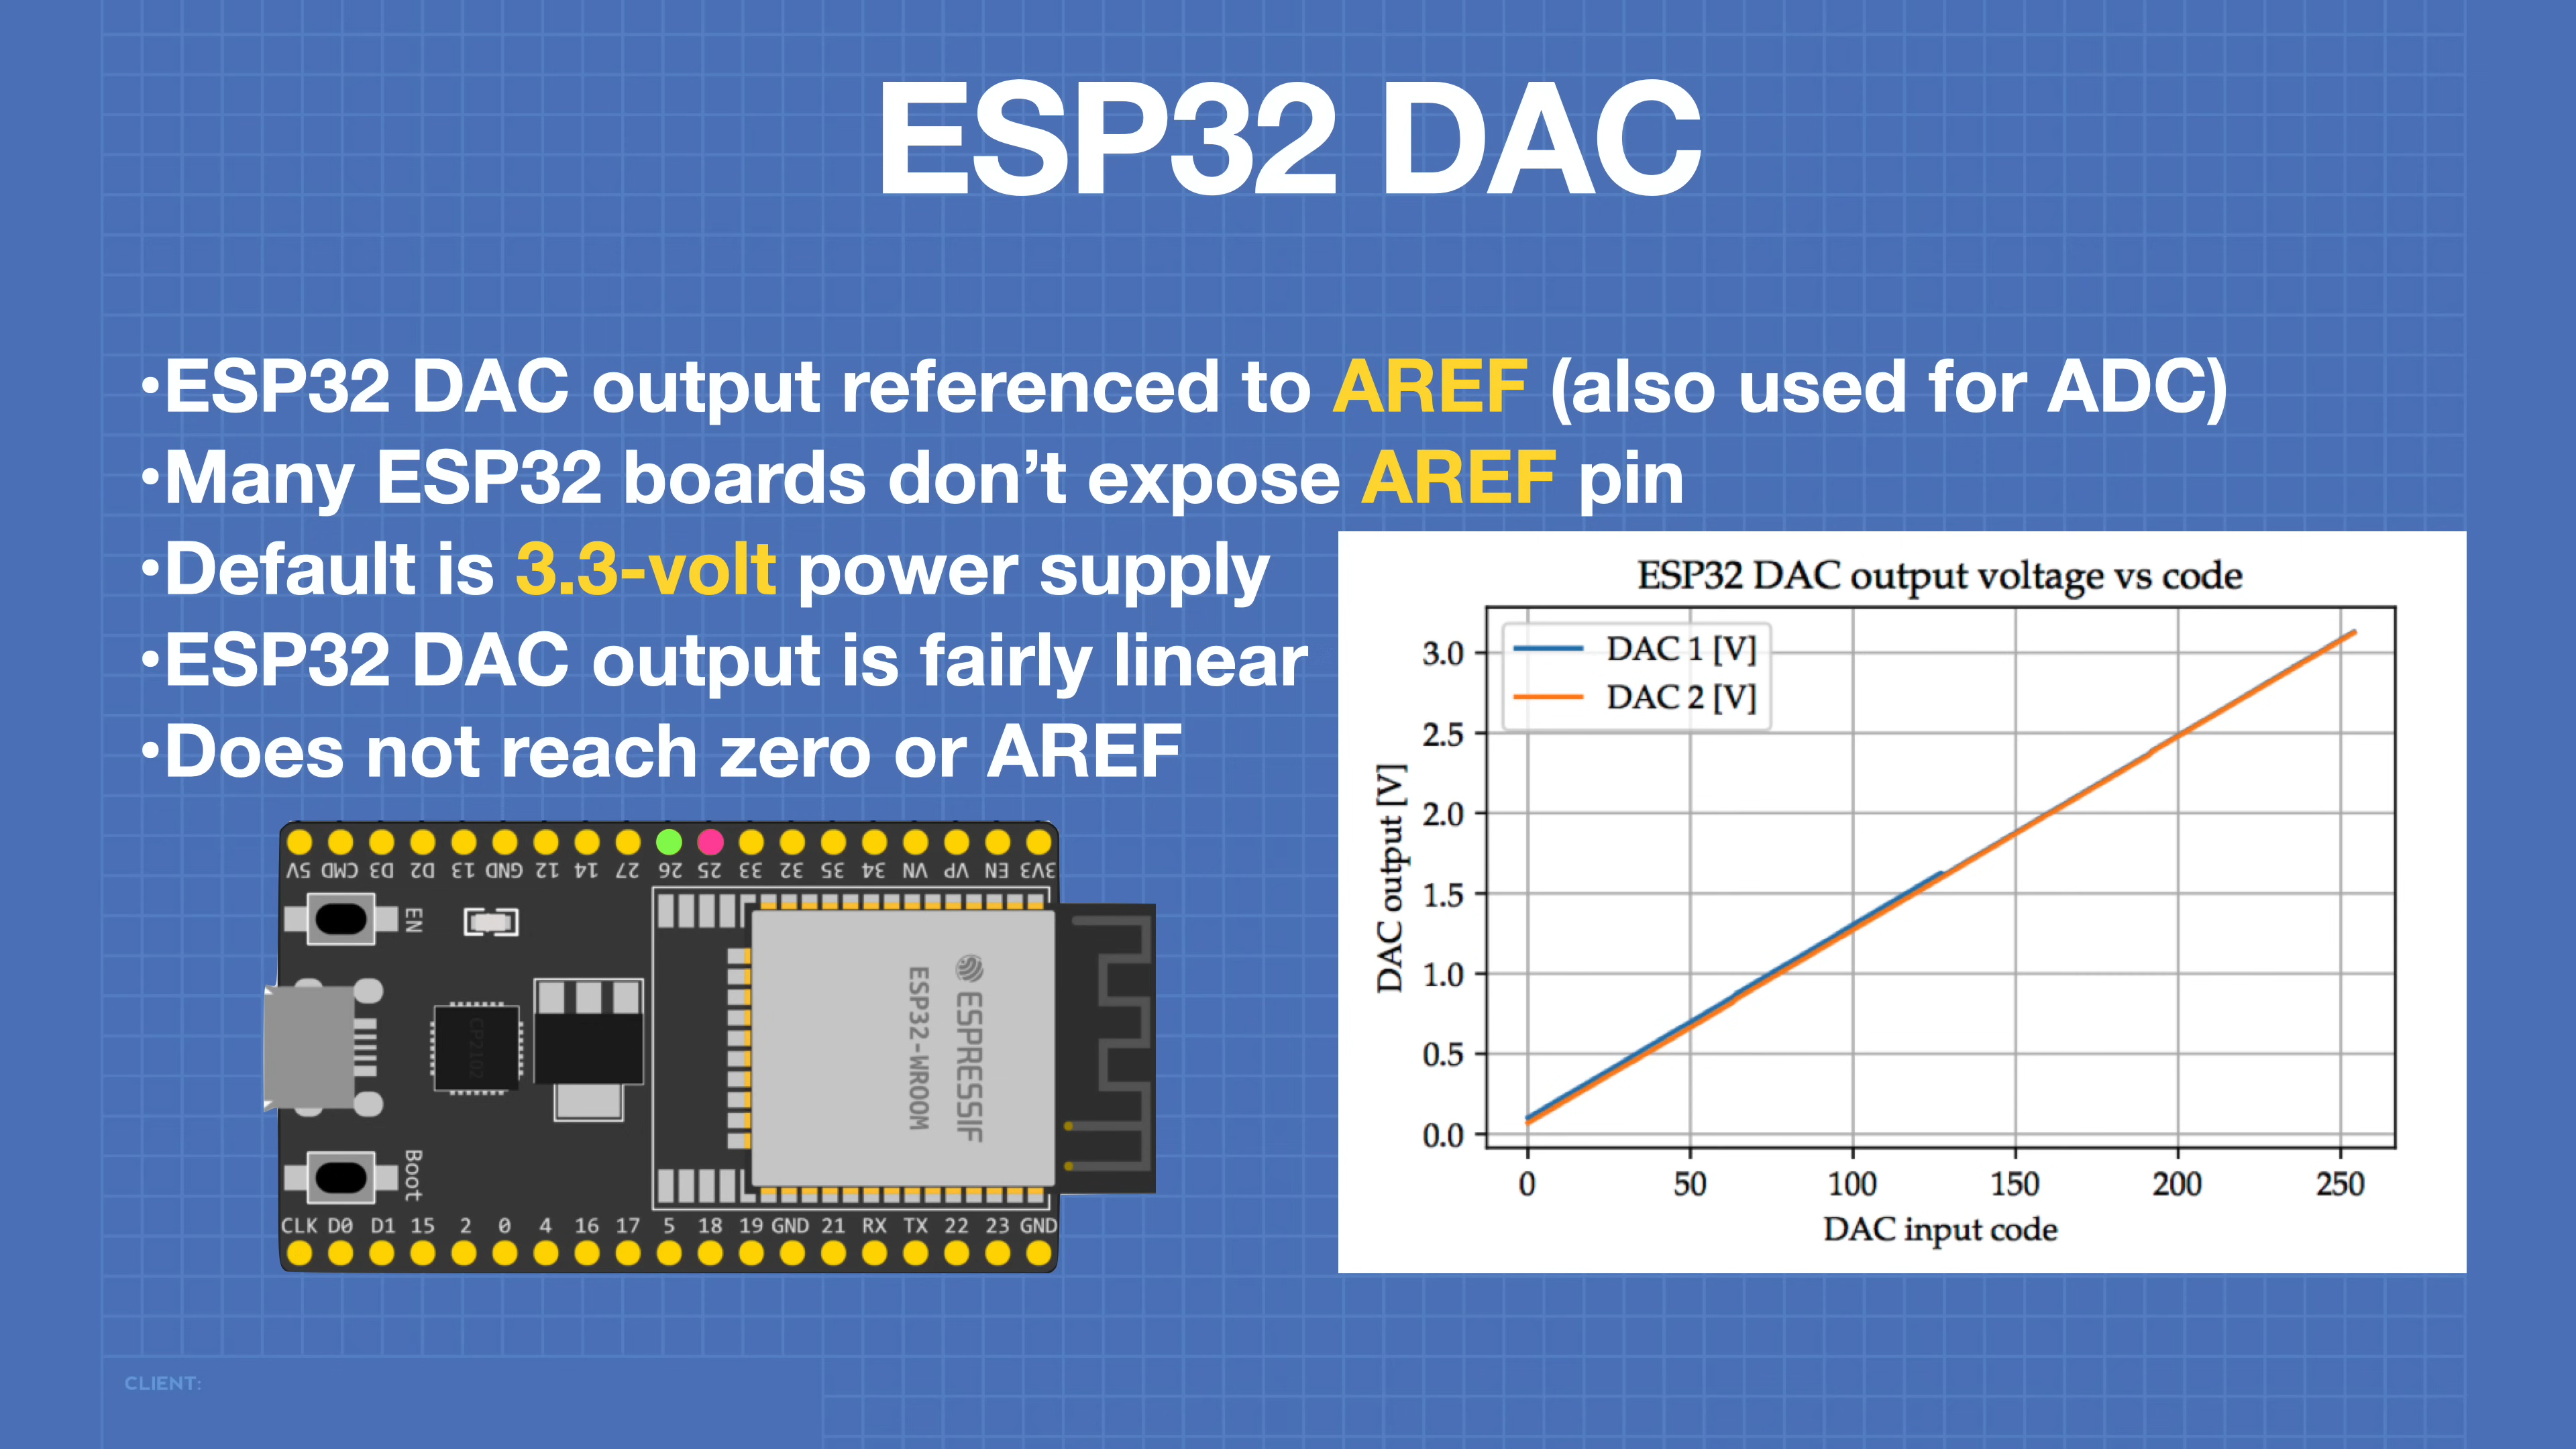 ESP32 DAC
•ESP32 DAC output referenced to AREF (also used for ADC)
•Many ESP32 boards don’t expose AREF pin
•Default is 3.3-volt power supply
•ESP32 DAC output is fairly linear
•Does not reach zero or AREF
5V CMD D3 D2 13 GND 12 14 27 26 25 33 32 35 34 VN VP EN 3V3
EN
CP2102
ESP32-WROOM
ESPRESSIF
Boot
CLK D0 D1 15 2 0 4 16 17 5 18 19 GND 21 RX TX 22 23 GND
ESP32 DAC output voltage vs code
DAC 1 [V]
DAC 2 [V]
DAC output [V]
3.0
2.5
2.0
1.5
1.0
0.5
0.0
0 50 100 150 200 250
DAC input code
CLIENT: